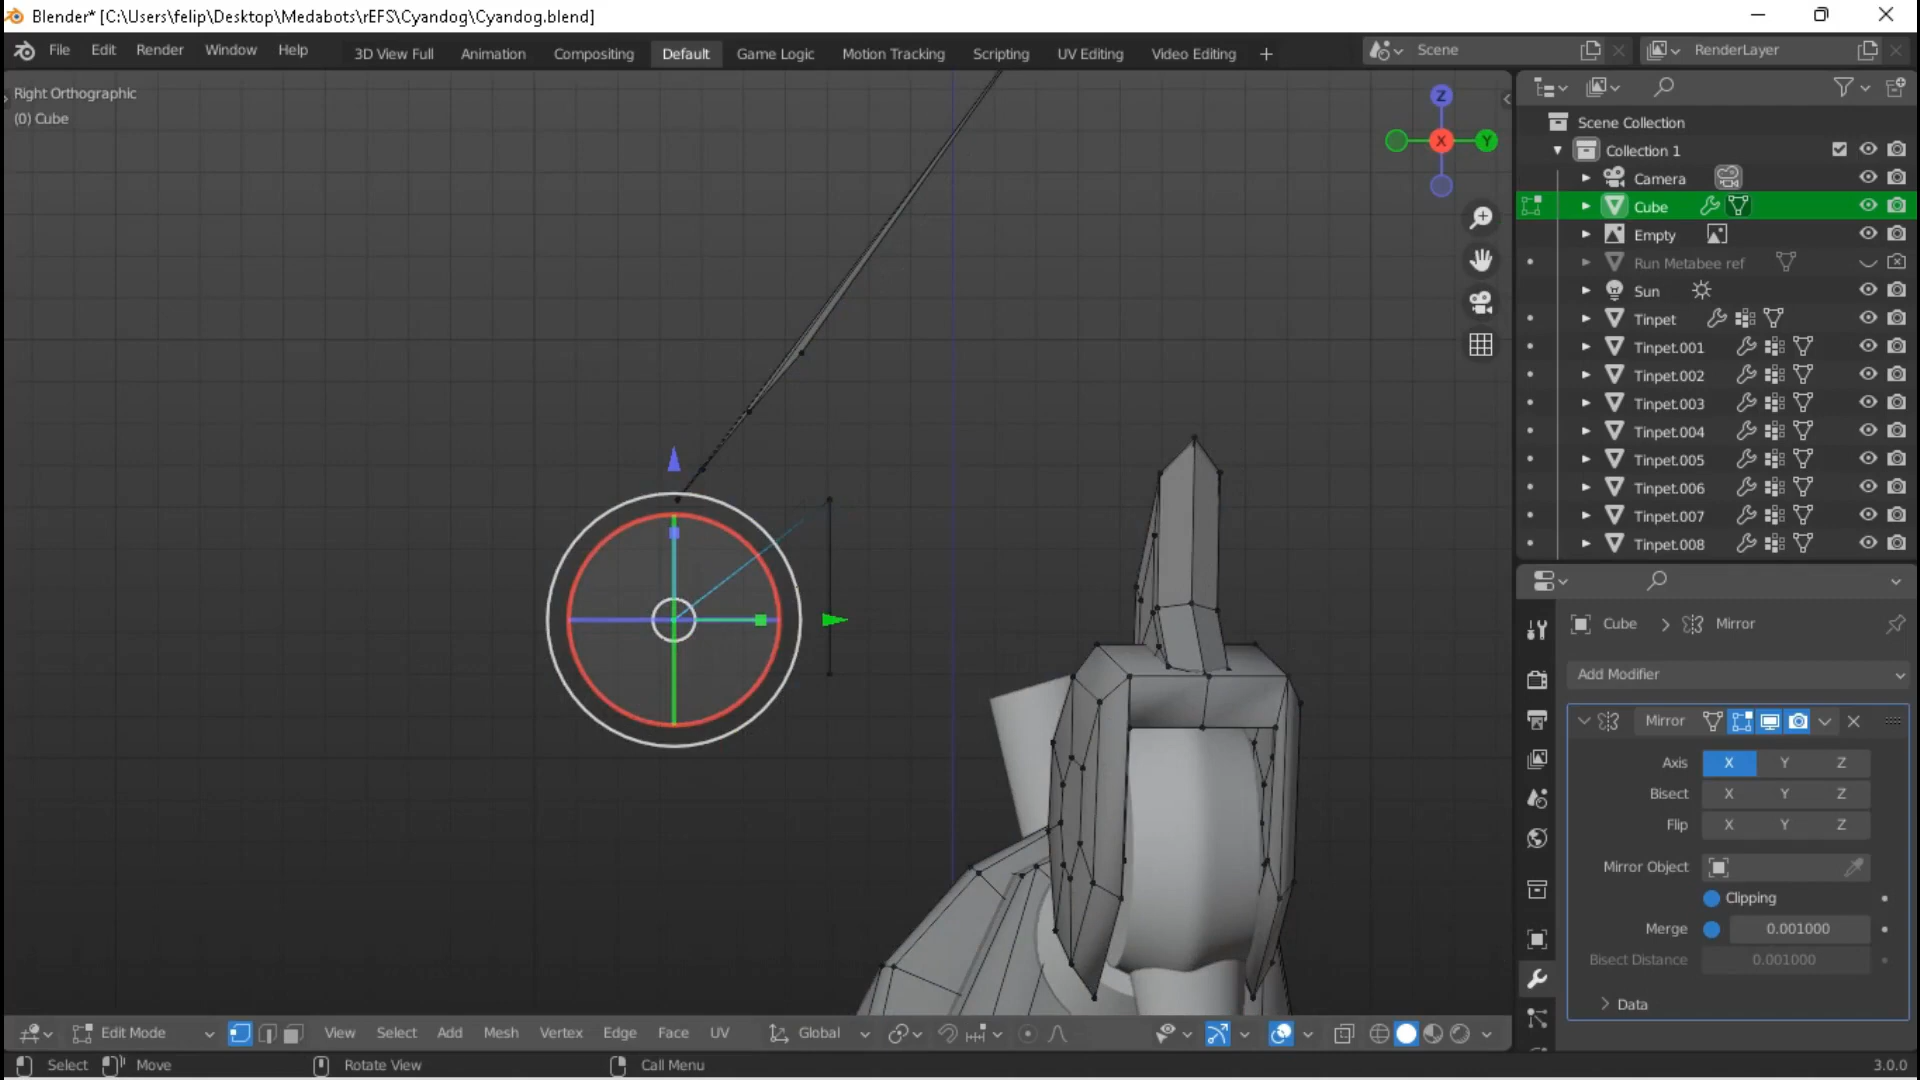 Blender* [C:\Users\felip\Desktop\Medabots\rEFS\Cyandog\Cyandog.blend]
File Edit Render Window Help 3D View Full Animation Compositing Default Game Logic Motion Tracking Scripting UV Editing Video Editing + Scene RenderLayer
Right Orthographic
(0) Cube
Z
X
Y
Scene Collection
Collection 1
Camera
Cube
Empty
Run Metabee ref
Sun
Tinpet
Tinpet.001
Tinpet.002
Tinpet.003
Tinpet.004
Tinpet.005
Tinpet.006
Tinpet.007
Tinpet.008
Cube > Mirror
Add Modifier
Mirror
Axis X Y Z
Bisect X Y Z
Flip X Y Z
Mirror Object
Clipping
Merge 0.001000
Bisect Distance 0.001000
Data
Edit Mode View Select Add Mesh Vertex Edge Face UV Global
Select Move Rotate View Call Menu 3.0.0